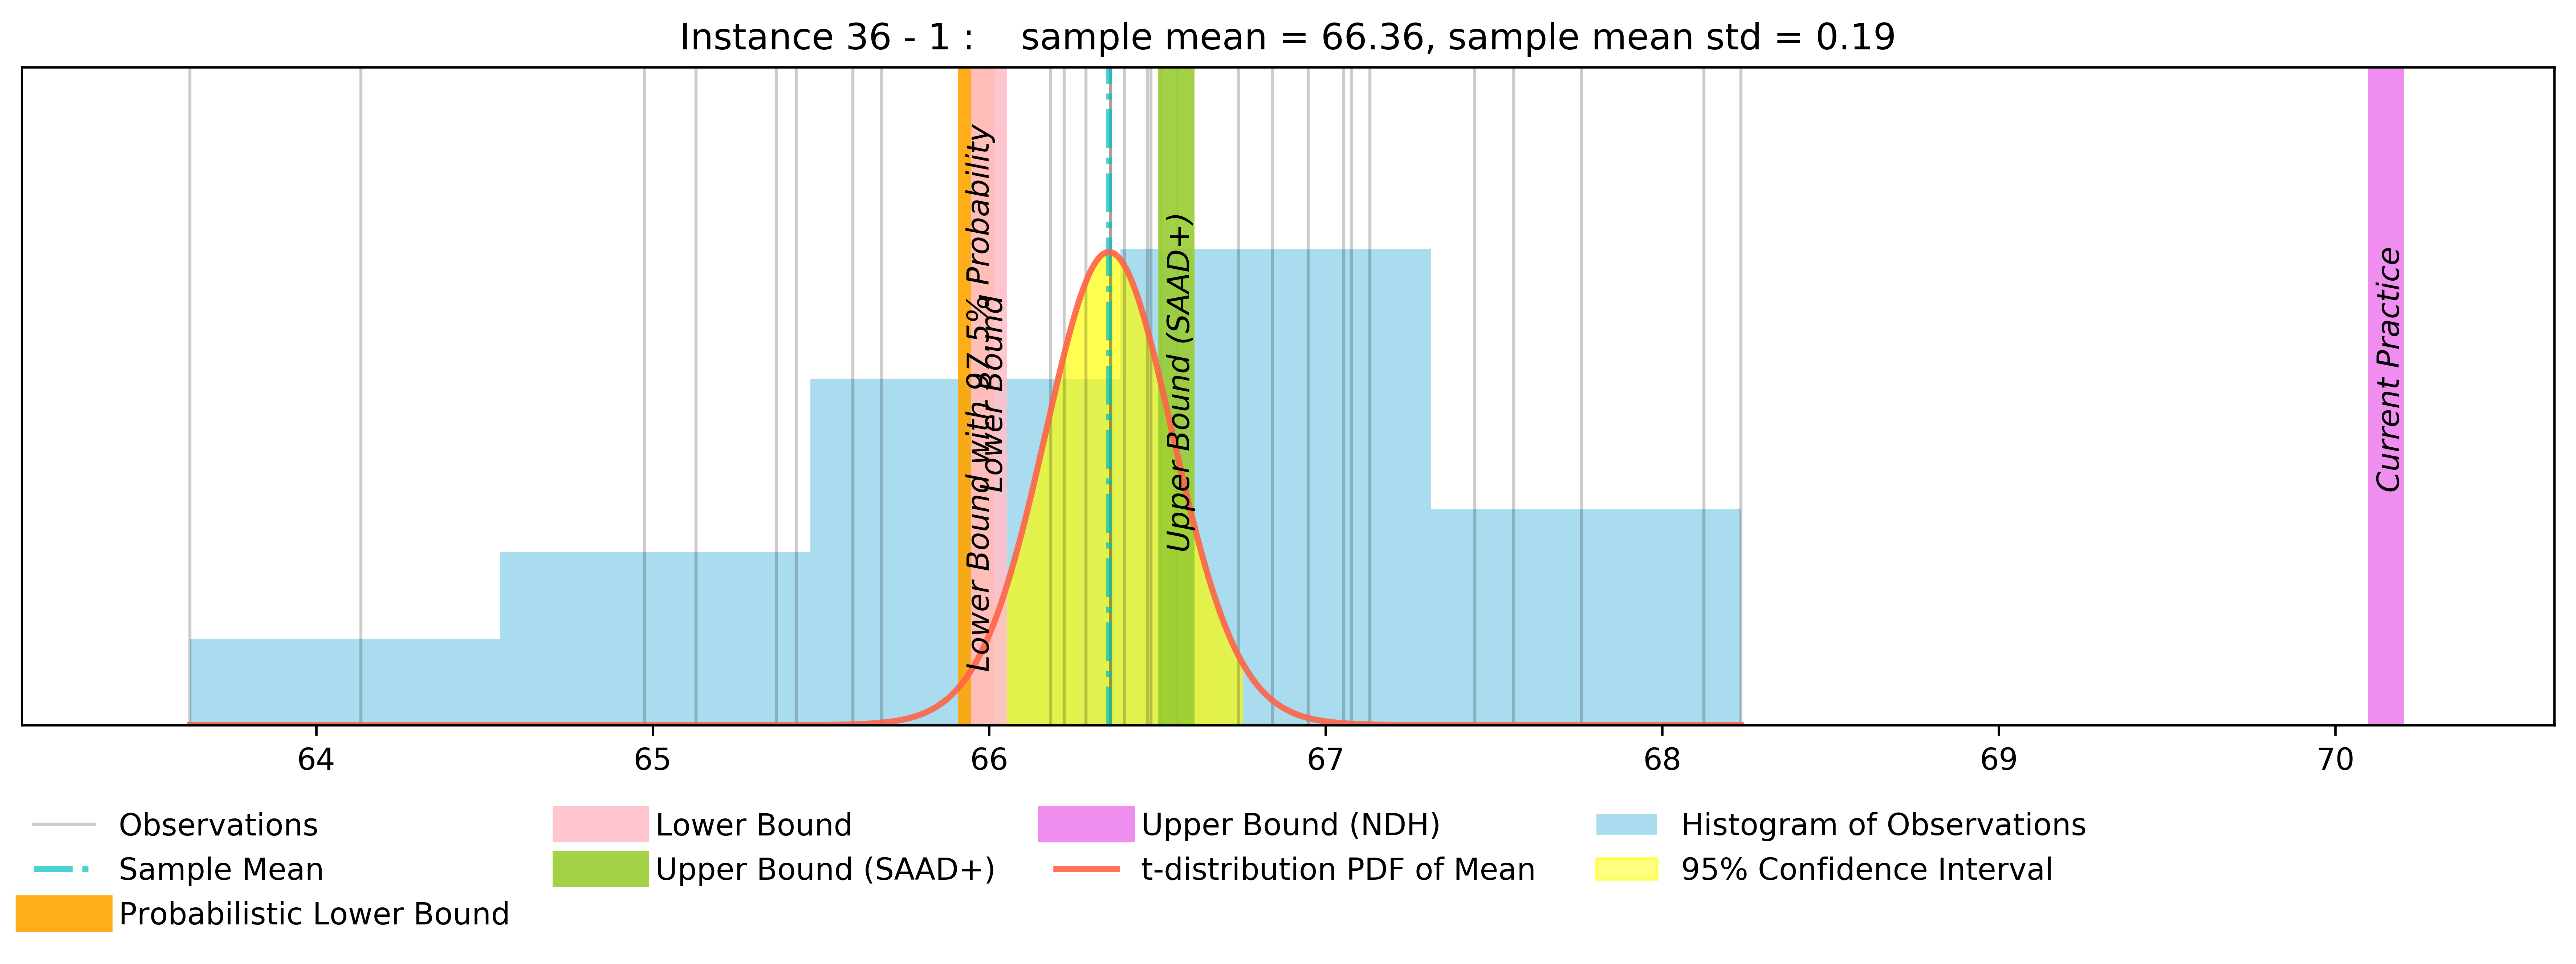 Instance 36 - 1 :    sample mean = 66.36, sample mean std = 0.19
Lower Bound with 97.5% Probability
Lower Bound
Upper Bound (SAAD+)
Current Practice
64 65 66 67 68 69 70
Observations
Sample Mean
Probabilistic Lower Bound
Lower Bound
Upper Bound (SAAD+)
Upper Bound (NDH)
t-distribution PDF of Mean
Histogram of Observations
95% Confidence Interval